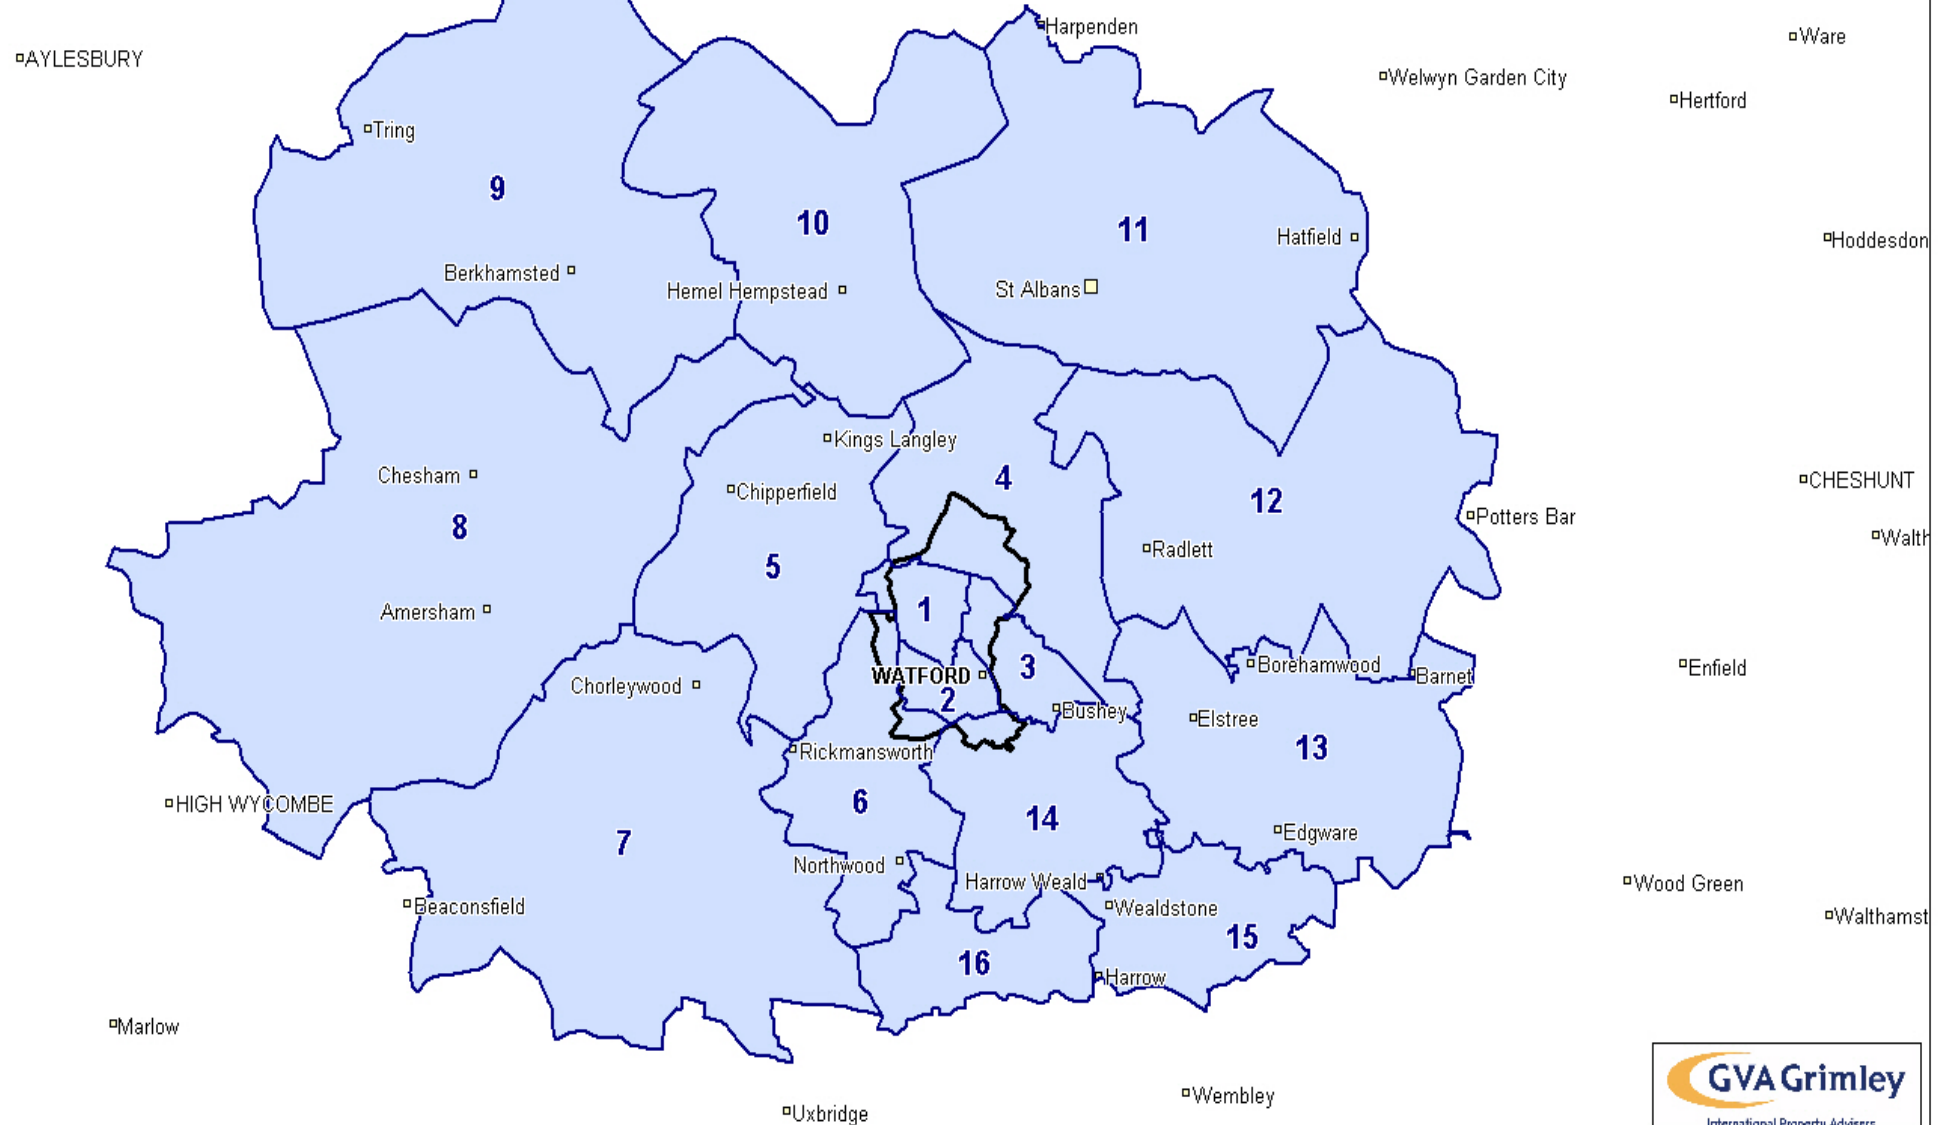 Harpenden
Ware
AYLESBURY
Welwyn Garden City
Hertford
Tring
9
10
11
Hatfield
Hoddesdon
Berkhamsted
Hemel Hempstead
St Albans
Kings Langley
Chesham
4
CHESHUNT
Chipperfield
12
Potters Bar
8
Walth
Radlett
5
1
Amersham
Borehamwood
Enfield
3
WATFORD
Barnet
Chorleywood
2
Bushey
Elstree
13
Rickmansworth
HIGH WYCOMBE
6
14
Edgware
7
Northwood
Harrow Weald
Wood Green
Beaconsfield
Wealdstone
Walthamst
15
16
Harrow
Marlow
GVA Grimley
Wembley
Uxbridge
International Property Advisers